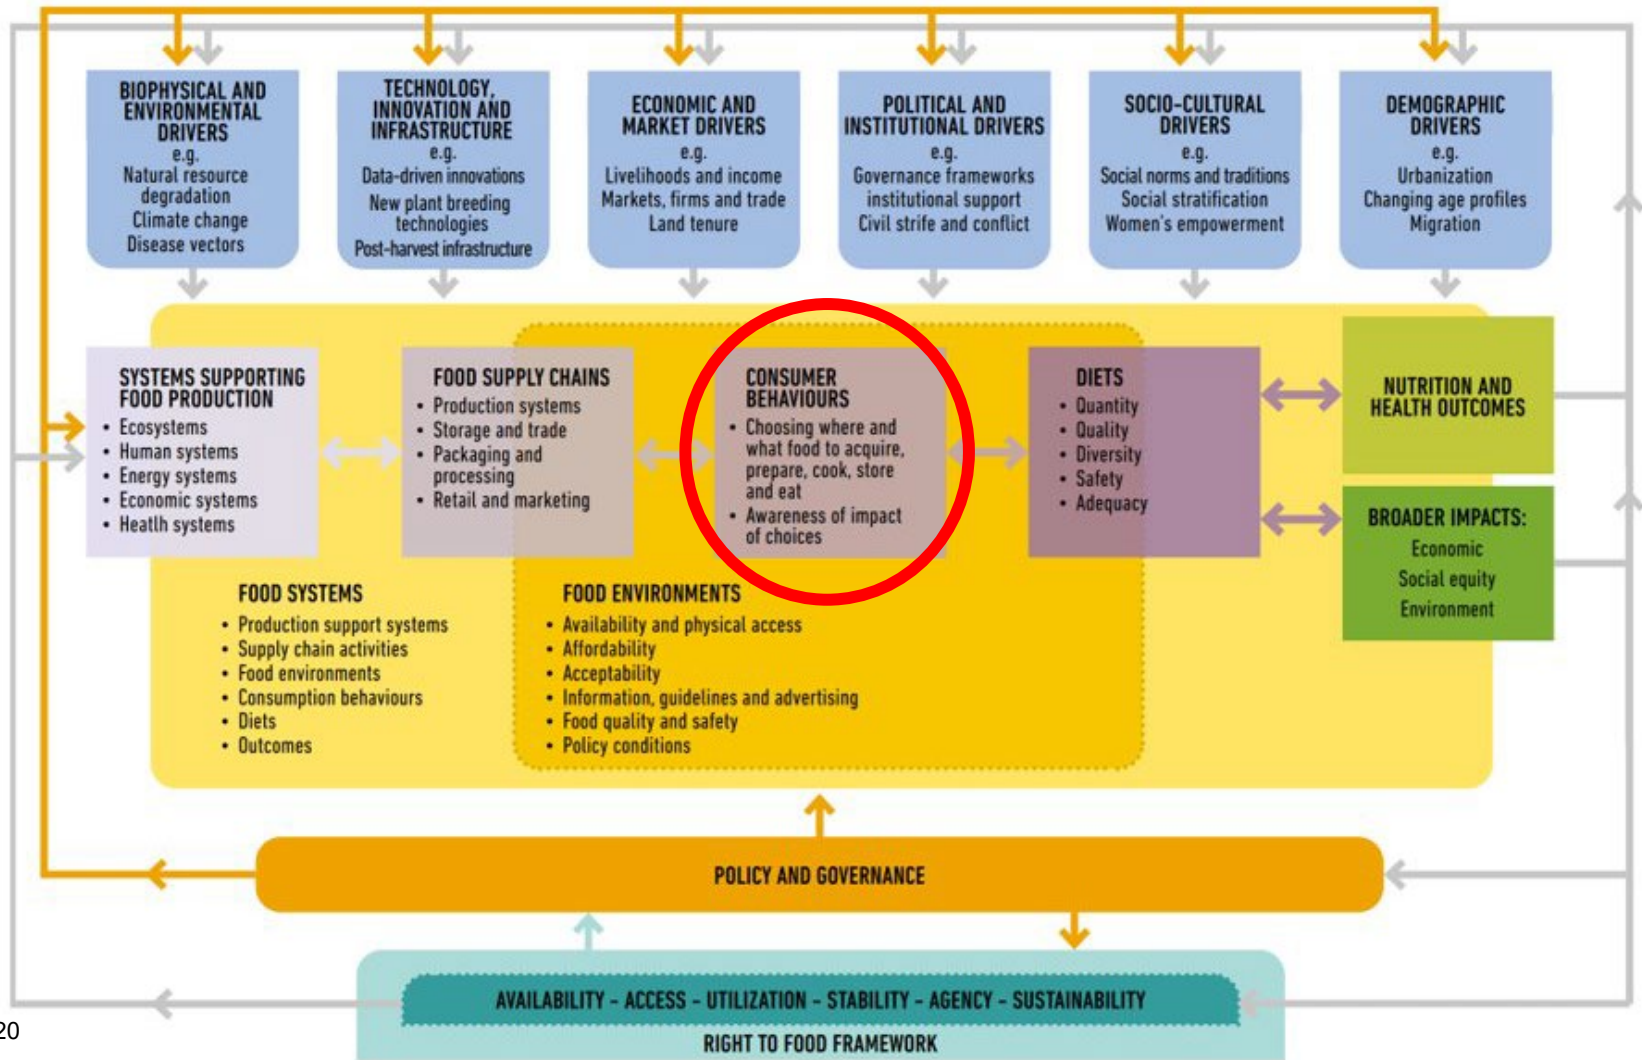 BIOPHYSICAL AND
ENVIRONMENTAL
DRIVERS
e.g.
Natural resource
degradation
Climate change
Disease vectors
TECHNOLOGY,
INNOVATION AND
INFRASTRUCTURE
e.g.
Data-driven innovations
New plant breeding
technologies
Post-harvest infrastructure
ECONOMIC AND
MARKET DRIVERS
e.g.
Livelihoods and income
Markets, firms and trade
Land tenure
POLITICAL AND
INSTITUTIONAL DRIVERS
e.g.
Governance frameworks
institutional support
Civil strife and conflict
SOCIO-CULTURAL
DRIVERS
e.g.
Social norms and traditions
Social stratification
Women's empowerment
DEMOGRAPHIC
DRIVERS
e.g.
Urbanization
Changing age profiles
Migration
SYSTEMS SUPPORTING
FOOD PRODUCTION
• Ecosystems
• Human systems
• Energy systems
• Economic systems
• Heatlh systems
FOOD SUPPLY CHAINS
• Production systems
• Storage and trade
• Packaging and
processing
• Retail and marketing
CONSUMER
BEHAVIOURS
• Choosing where and
what food to acquire,
prepare, cook, store
and eat
• Awareness of impact
of choices
DIETS
• Quantity
• Quality
• Diversity
• Safety
• Adequacy
NUTRITION AND
HEALTH OUTCOMES
BROADER IMPACTS:
Economic
Social equity
Environment
FOOD SYSTEMS
• Production support systems
• Supply chain activities
• Food environments
• Consumption behaviours
• Diets
• Outcomes
FOOD ENVIRONMENTS
• Availability and physical access
• Affordability
• Acceptability
• Information, guidelines and advertising
• Food quality and safety
• Policy conditions
POLICY AND GOVERNANCE
AVAILABILITY - ACCESS - UTILIZATION - STABILITY - AGENCY - SUSTAINABILITY
RIGHT TO FOOD FRAMEWORK
20